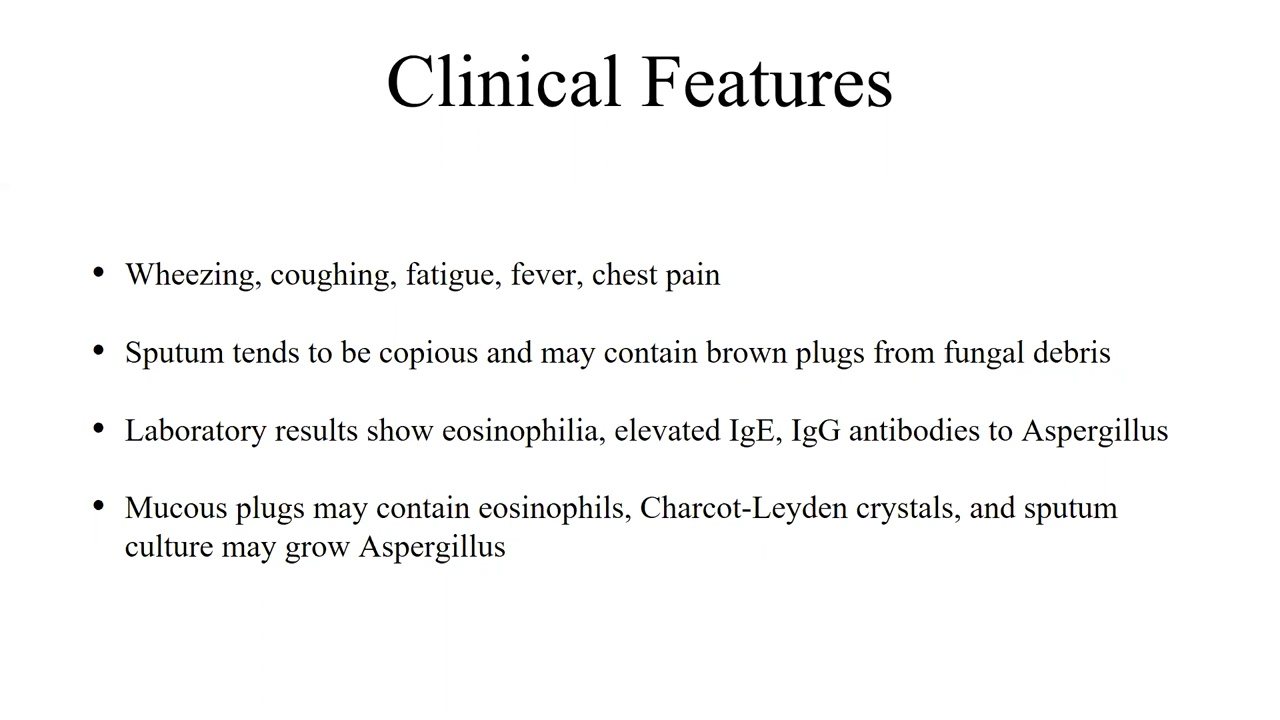 Clinical Features
• Wheezing, coughing, fatigue, fever, chest pain
• Sputum tends to be copious and may contain brown plugs from fungal debris
• Laboratory results show eosinophilia, elevated IgE, IgG antibodies to Aspergillus
• Mucous plugs may contain eosinophils, Charcot-Leyden crystals, and sputum
culture may grow Aspergillus